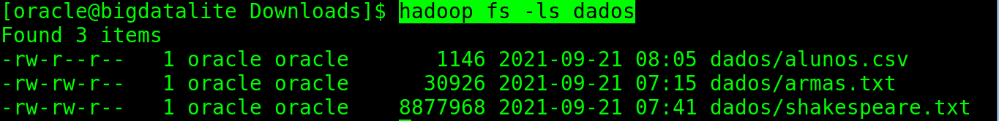 [oracle@bigdatalite Downloads]$ hadoop fs -ls dados
Found 3 items
-rw-r--r--   1 oracle oracle       1146 2021-09-21 08:05 dados/alunos.csv
-rw-rw-r--   1 oracle oracle      30926 2021-09-21 07:15 dados/armas.txt
-rw-rw-r--   1 oracle oracle    8877968 2021-09-21 07:41 dados/shakespeare.txt